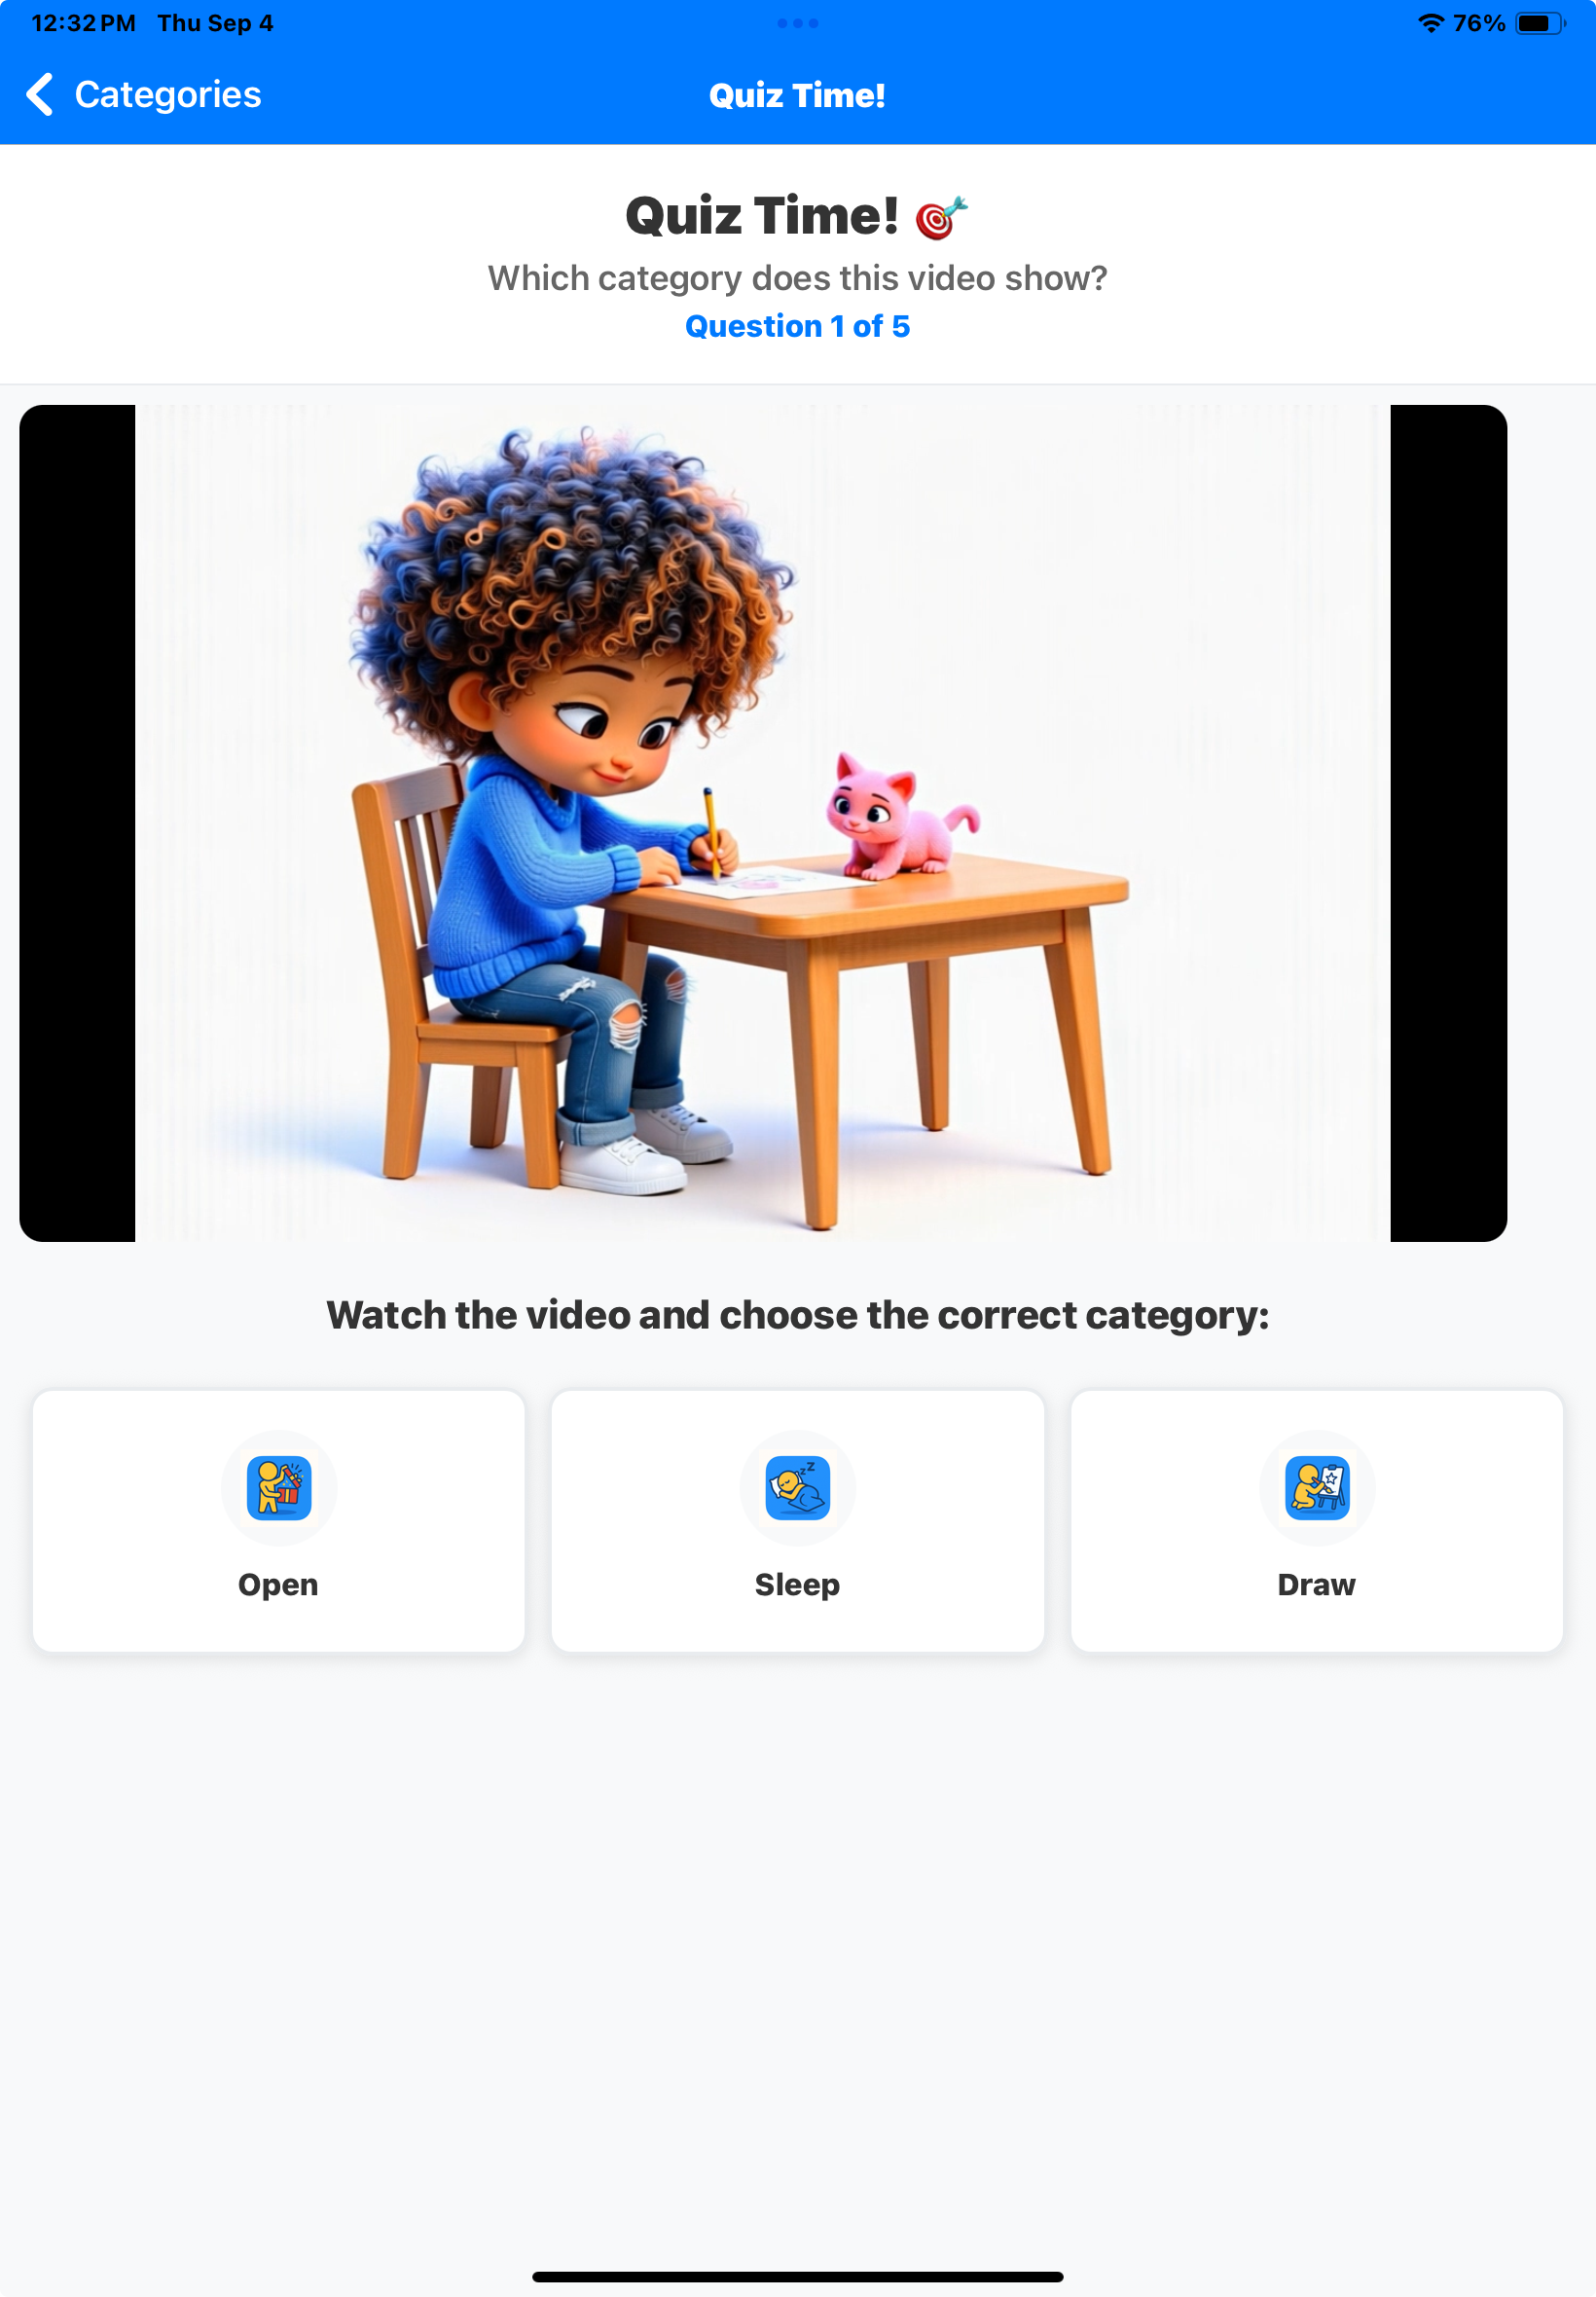 12:32 PM Thu Sep 4 76%
Categories Quiz Time!
Quiz Time! 🎯
Which category does this video show?
Question 1 of 5
Watch the video and choose the correct category:
Open Sleep Draw